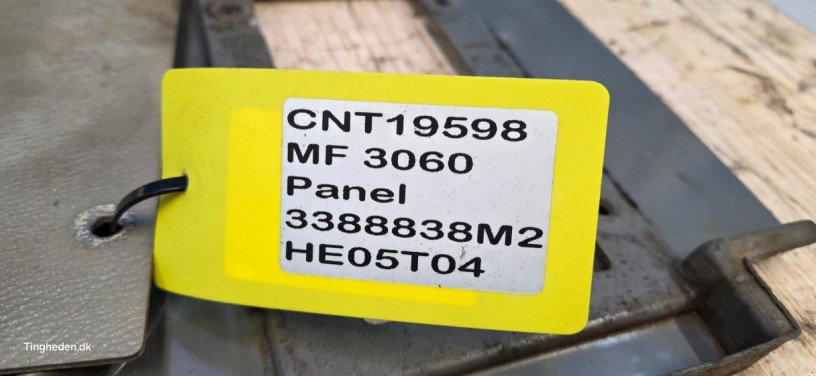 CNT19598
MF 3060
Panel
3388838M2
HE05T04
Tingheden.dk